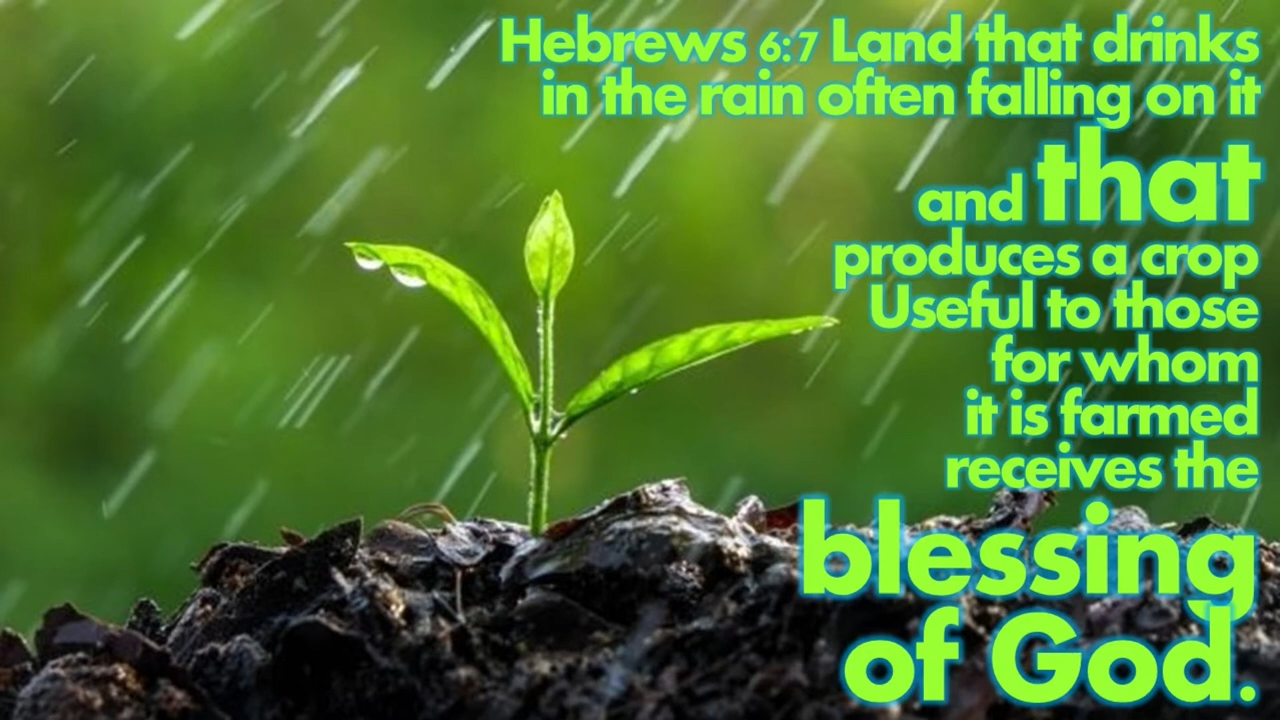 Hebrews 6:7 Land that drinks
in the rain often falling on it
and that
produces a crop
Useful to those
for whom
it is farmed
receives the
blessing
of God.